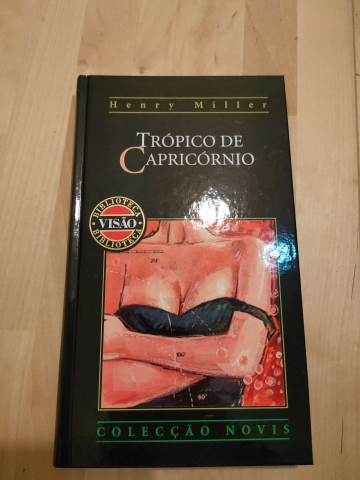 Henry Miller
TRÓPICO DE
CAPRICÓRNIO
BIBLIOTECA
VISÃO
BIBLIOTECA
COLECÇÃO NOVIS